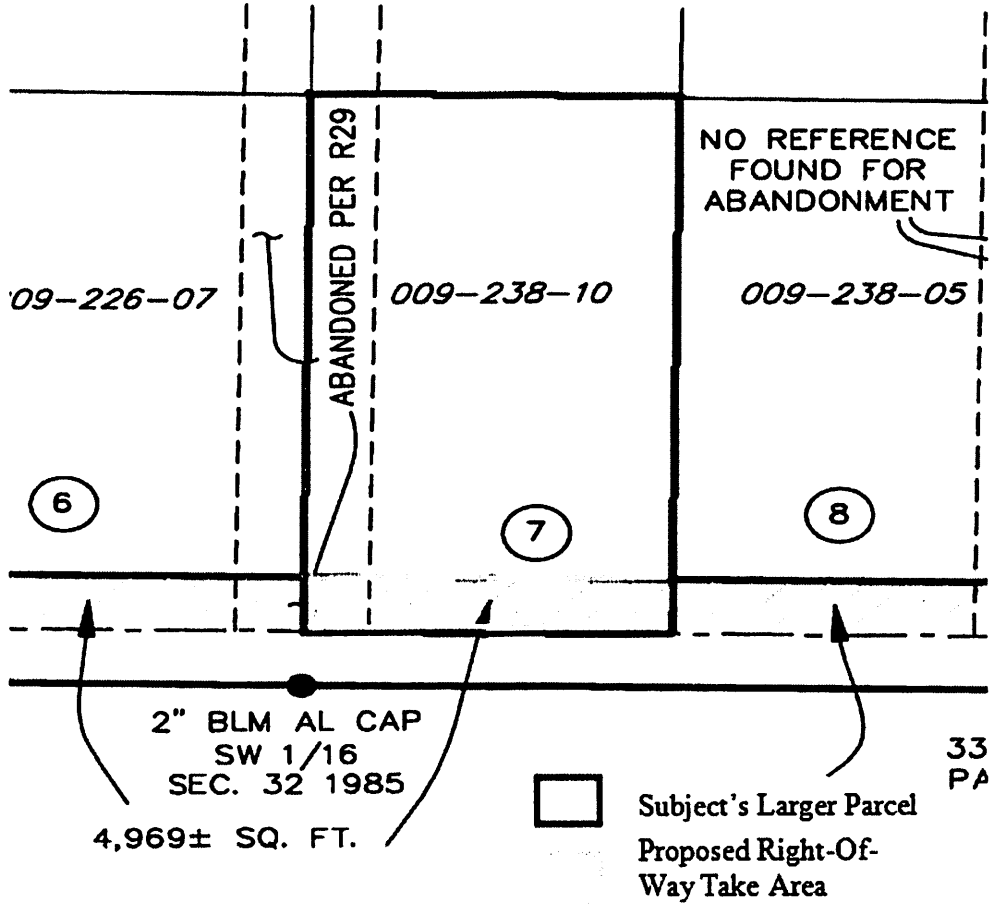 ABANDONED PER R29
NO REFERENCE
FOUND FOR
ABANDONMENT
09-226-07
009-238-10
009-238-05
6
7
8
2" BLM AL CAP
SW 1/16
SEC. 32 1985
4,969± SQ. FT.
33
PA
Subject's Larger Parcel
Proposed Right-Of-
Way Take Area